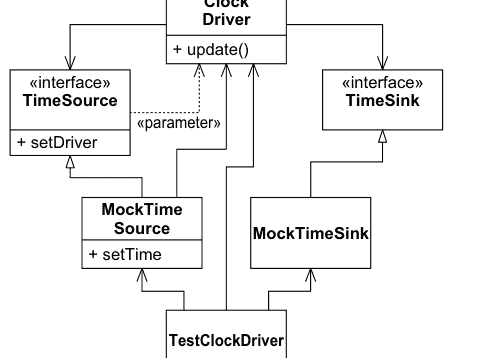 Clock
Driver
+ update()
«interface»
TimeSource
+ setDriver
«parameter»
«interface»
TimeSink
MockTime
Source
+ setTime
MockTimeSink
TestClockDriver